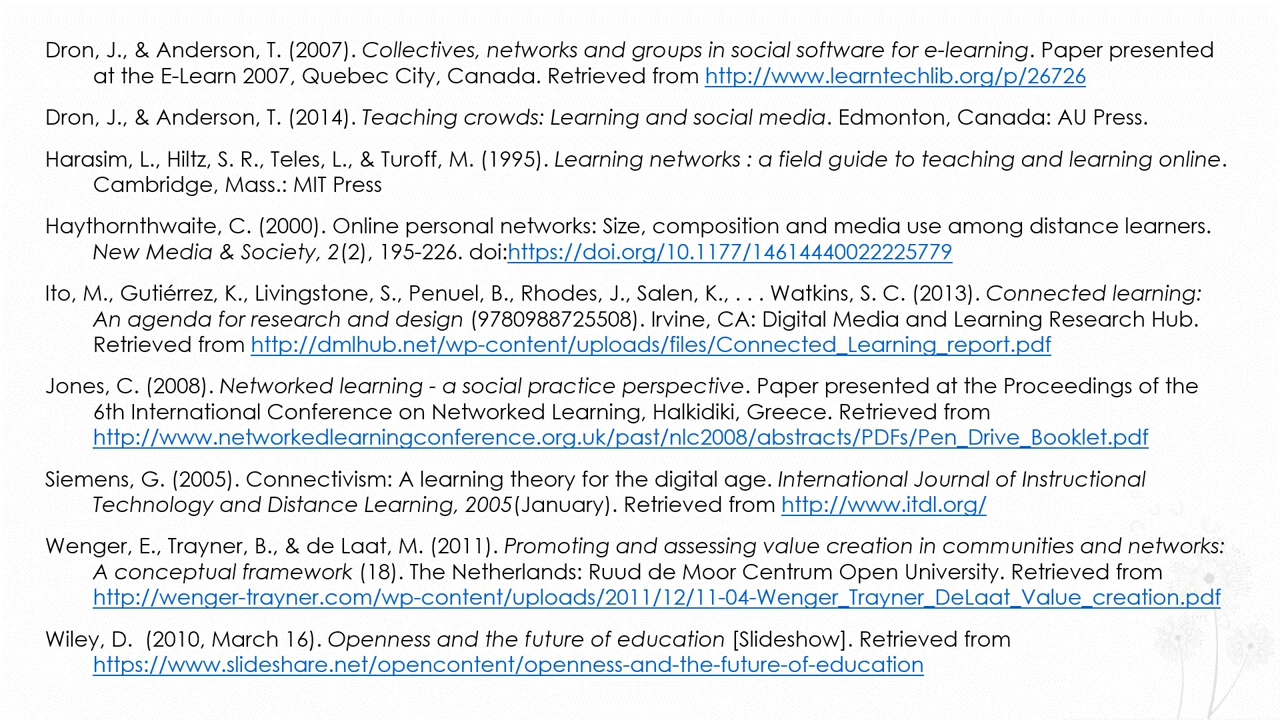 Dron, J., & Anderson, T. (2007). Collectives, networks and groups in social software for e-learning. Paper presented
at the E-Learn 2007, Quebec City, Canada. Retrieved from http://www.learntechlib.org/p/26726
Dron, J., & Anderson, T. (2014). Teaching crowds: Learning and social media. Edmonton, Canada: AU Press.
Harasim, L., Hiltz, S. R., Teles, L., & Turoff, M. (1995). Learning networks : a field guide to teaching and learning online.
Cambridge, Mass.: MIT Press
Haythornthwaite, C. (2000). Online personal networks: Size, composition and media use among distance learners.
New Media & Society, 2(2), 195-226. doi:https://doi.org/10.1177/14614440022225779
Ito, M., Gutiérrez, K., Livingstone, S., Penuel, B., Rhodes, J., Salen, K., . . . Watkins, S. C. (2013). Connected learning:
An agenda for research and design (9780988725508). Irvine, CA: Digital Media and Learning Research Hub.
Retrieved from http://dmlhub.net/wp-content/uploads/files/Connected_Learning_report.pdf
Jones, C. (2008). Networked learning - a social practice perspective. Paper presented at the Proceedings of the
6th International Conference on Networked Learning, Halkidiki, Greece. Retrieved from
http://www.networkedlearningconference.org.uk/past/nlc2008/abstracts/PDFs/Pen_Drive_Booklet.pdf
Siemens, G. (2005). Connectivism: A learning theory for the digital age. International Journal of Instructional
Technology and Distance Learning, 2005(January). Retrieved from http://www.itdl.org/
Wenger, E., Trayner, B., & de Laat, M. (2011). Promoting and assessing value creation in communities and networks:
A conceptual framework (18). The Netherlands: Ruud de Moor Centrum Open University. Retrieved from
http://wenger-trayner.com/wp-content/uploads/2011/12/11-04-Wenger_Trayner_DeLaat_Value_creation.pdf
Wiley, D.  (2010, March 16). Openness and the future of education [Slideshow]. Retrieved from
https://www.slideshare.net/opencontent/openness-and-the-future-of-education